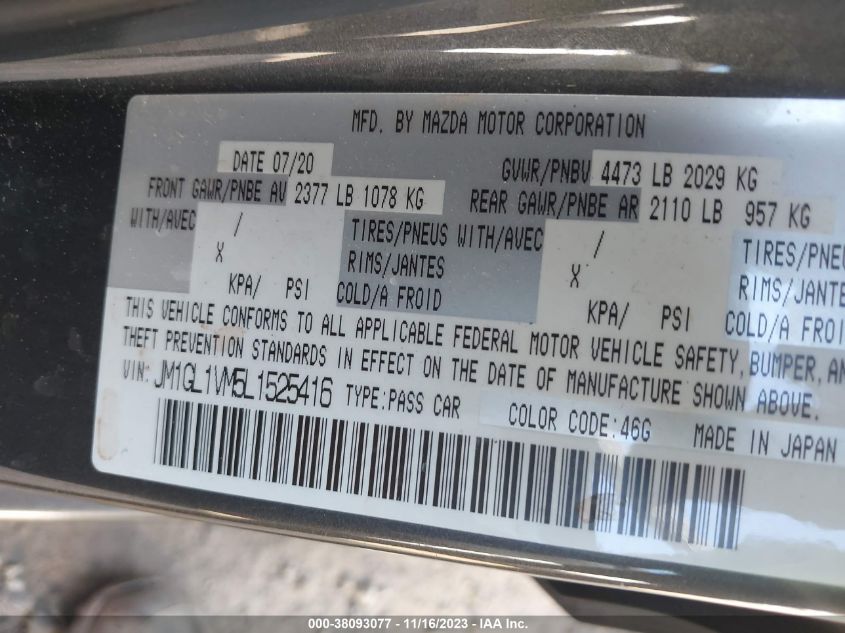 MFD. BY MAZDA MOTOR CORPORATION
DATE 07/20 GVWR/PNBV 4473 LB 2029 KG
FRONT GAWR/PNBE AV 2377 LB 1078 KG REAR GAWR/PNBE AR 2110 LB 957 KG
WITH/AVEC / TIRES/PNEUS WITH/AVEC / TIRES/PNEU
X RIMS/JANTES X RIMS/JANTE
KPA/ PSI COLD/A FROID KPA/ PSI COLD/A FROI
THIS VEHICLE CONFORMS TO ALL APPLICABLE FEDERAL MOTOR VEHICLE SAFETY, BUMPER, AN
THEFT PREVENTION STANDARDS IN EFFECT ON THE DATE OF MANUFACTURE SHOWN ABOVE.
VIN: JM1GL1VM5L1525416 TYPE:PASS CAR COLOR CODE:46G MADE IN JAPAN
000-38093077 - 11/16/2023 - IAA Inc.